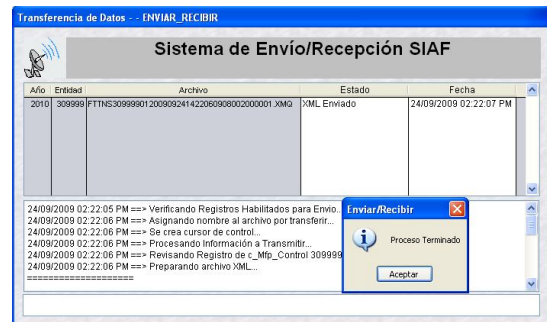 Transferencia de Datos - - ENVIAR_RECIBIR
Sistema de Envío/Recepción SIAF
Año Entidad Archivo Estado Fecha
2010 309999 FTTNS30999901200909241422060908002000001.XMQ XML Enviado 24/09/2009 02:22:07 PM
24/09/2009 02:22:05 PM ==> Verificando Registros Habilitados para Envio..
24/09/2009 02:22:06 PM ==> Asignando nombre al archivo por transferir...
24/09/2009 02:22:06 PM ==> Se crea cursor de control...
24/09/2009 02:22:06 PM ==> Procesando Información a Transmitir...
24/09/2009 02:22:06 PM ==> Revisando Registro de c_Mfp_Control 309999
24/09/2009 02:22:06 PM ==> Preparando archivo XML...
=====================
Enviar/Recibir
Proceso Terminado
Aceptar